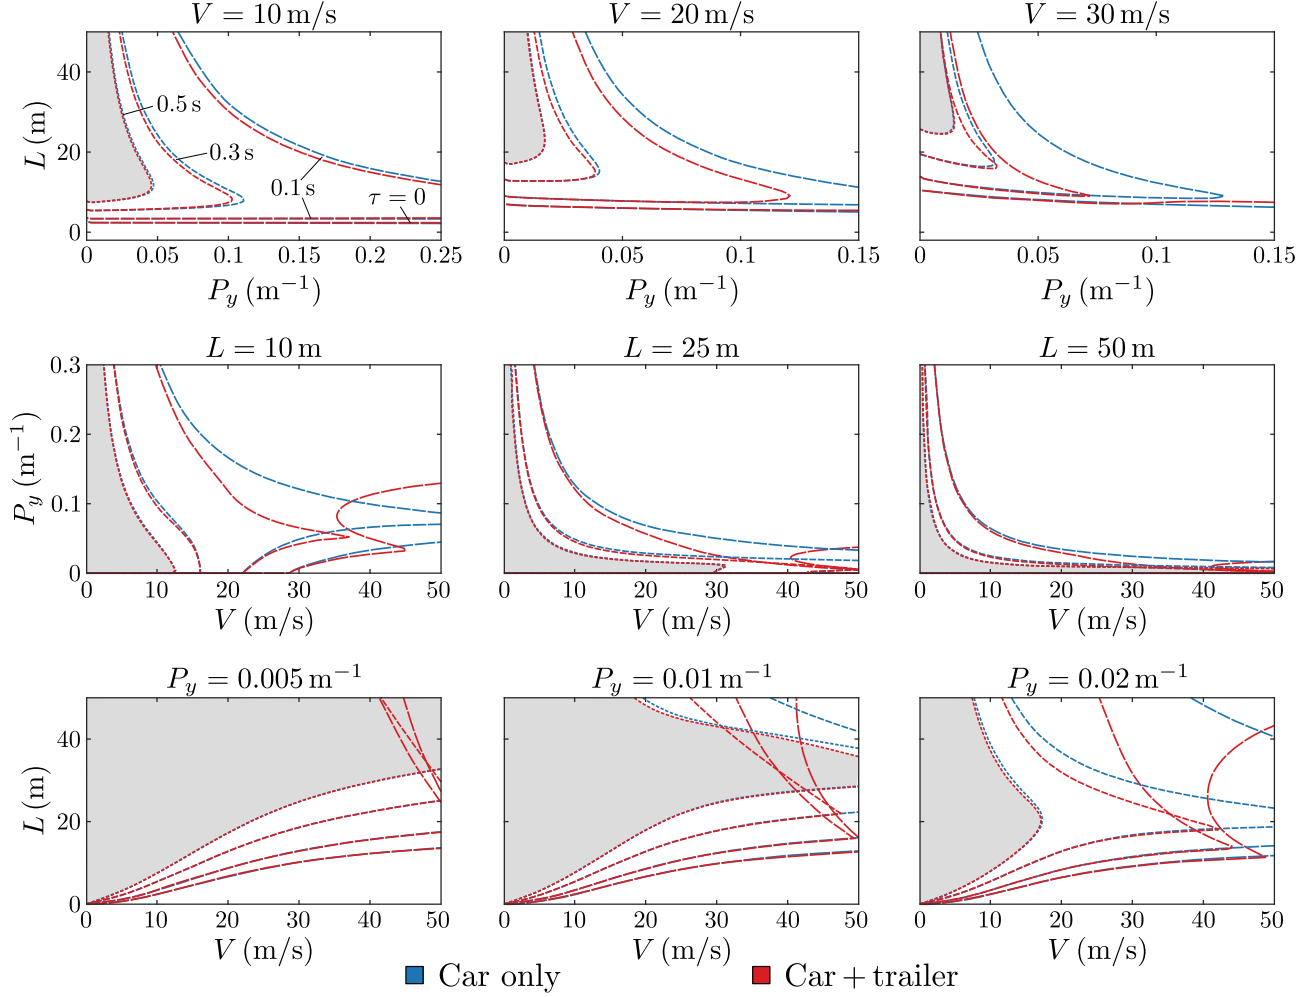 V = 10 m/s V = 20 m/s V = 30 m/s
L (m)
40
20
0
0.5 s
0.3 s
0.1 s
τ = 0
0 0.05 0.1 0.15 0.2 0.25
0 0.05 0.1
0 0.05 0.1 0.15
P_y (m⁻¹) P_y (m⁻¹) P_y (m⁻¹)
L = 10 m L = 25 m L = 50 m
P_y (m⁻¹)
0.3
0.2
0.1
0
0 10 20 30 40 50
0 10 20 30 40 50
0 10 20 30 40 50
V (m/s) V (m/s) V (m/s)
P_y = 0.005 m⁻¹ P_y = 0.01 m⁻¹ P_y = 0.02 m⁻¹
L (m)
40
20
0
0 10 20 30 40 50
0 10 20 30 40 50
0 10 20 30 40 50
V (m/s) V (m/s) V (m/s)
Car only Car + trailer